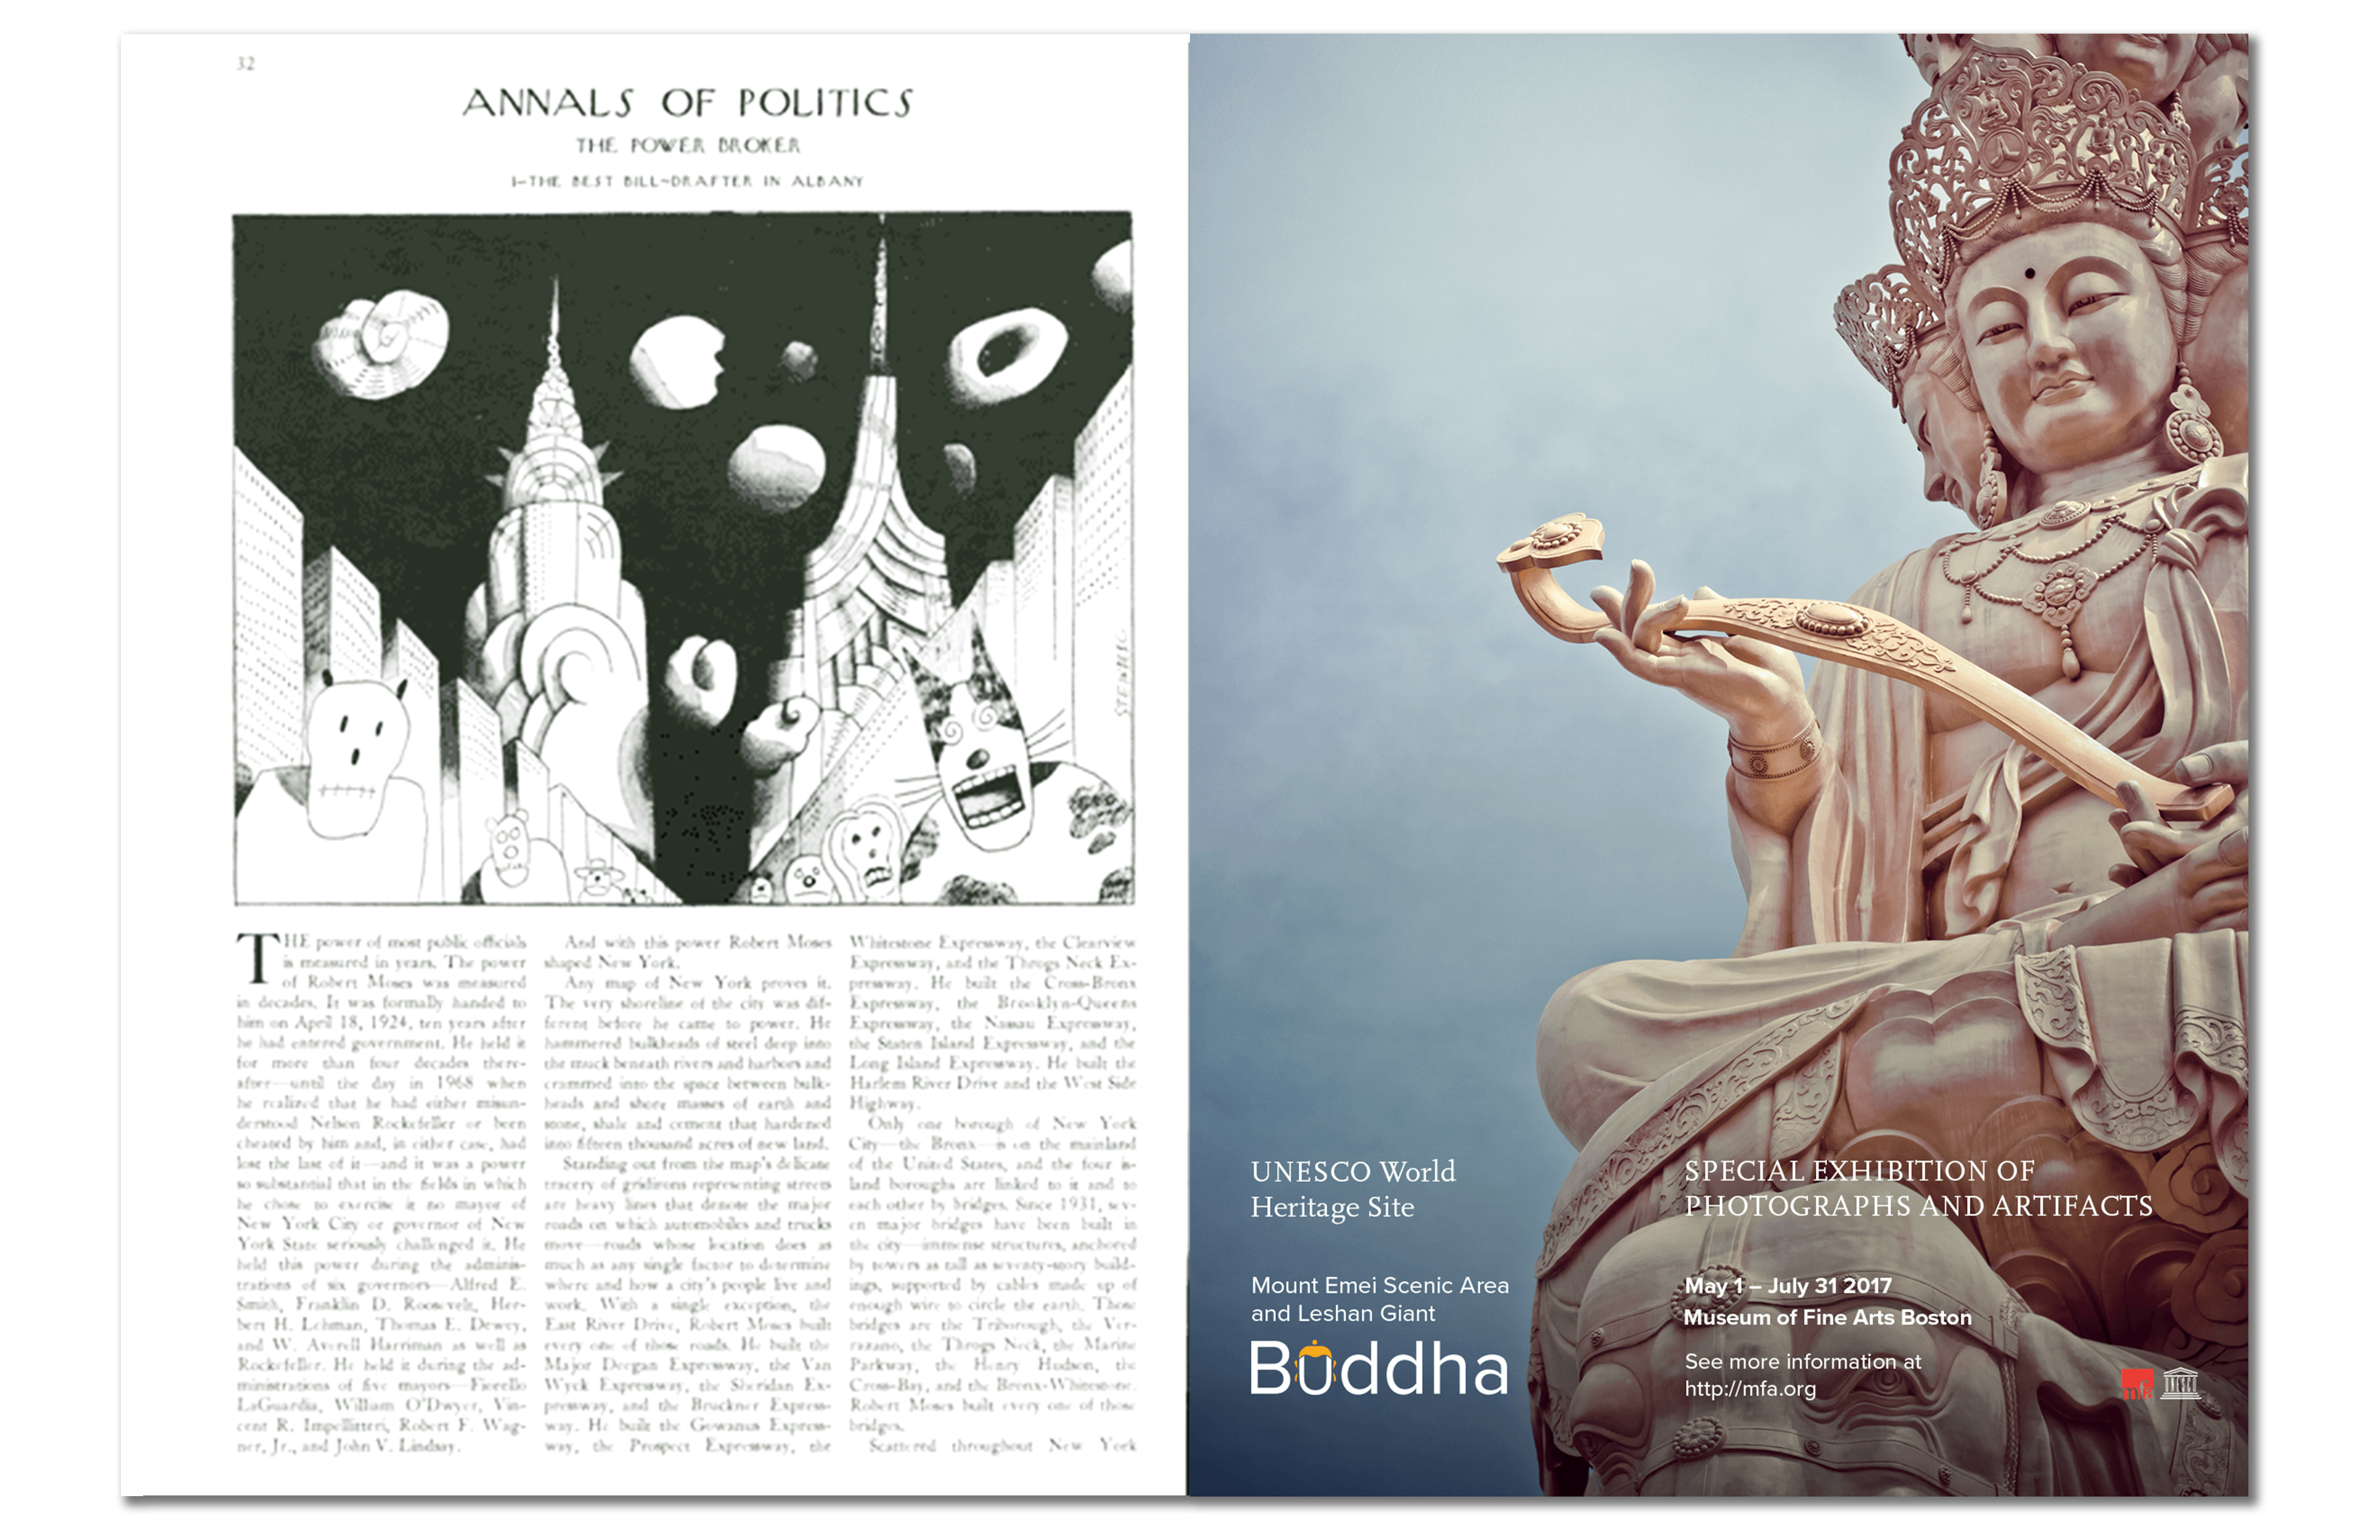 32
ANNALS OF POLITICS
THE POWER BROKER
I—THE BEST BILL-DRAFTER IN ALBANY
STEINBERG
THE power of most public officials
is measured in years. The power
of Robert Moses was measured
in decades. It was formally handed to
him on April 18, 1924, ten years after
he had entered government. He held it
for more than four decades there-
after—until the day in 1968 when
he realized that he had either misun-
derstood Nelson Rockefeller or been
cheated by him and, in either case, had
lost the last of it—and it was a power
so substantial that in the fields in which
he chose to exercise it no mayor of
New York City or governor of New
York State seriously challenged it. He
held this power during the adminis-
trations of six governors—Alfred E.
Smith, Franklin D. Roosevelt, Her-
bert H. Lehman, Thomas E. Dewey,
and W. Averell Harriman as well as
Rockefeller. He held it during the ad-
ministrations of five mayors—Fiorello
LaGuardia, William O'Dwyer, Vin-
cent R. Impellitteri, Robert F. Wag-
ner, Jr., and John V. Lindsay.
And with this power Robert Moses
shaped New York.
Any map of New York proves it.
The very shoreline of the city was dif-
ferent before he came to power. He
hammered bulkheads of steel deep into
the muck beneath rivers and harbors and
crammed into the space between bulk-
heads and shore masses of earth and
stone, shale and cement that hardened
into fifteen thousand acres of new land.
Standing out from the map's delicate
tracery of gridirons representing streets
are heavy lines that denote the major
roads on which automobiles and trucks
move—roads whose location does as
much as any single factor to determine
where and how a city's people live and
work. With a single exception, the
East River Drive, Robert Moses built
every one of those roads. He built the
Major Deegan Expressway, the Van
Wyck Expressway, the Sheridan Ex-
pressway, and the Bruckner Express-
way. He built the Gowanus Express-
way, the Prospect Expressway, the
Whitestone Expressway, the Clearview
Expressway, and the Throgs Neck Ex-
pressway. He built the Cross-Bronx
Expressway, the Brooklyn-Queens
Expressway, the Nassau Expressway,
the Staten Island Expressway, and the
Long Island Expressway. He built the
Harlem River Drive and the West Side
Highway.
Only one borough of New York
City—the Bronx—is on the mainland
of the United States, and the four is-
land boroughs are linked to it and to
each other by bridges. Since 1931, sev-
en major bridges have been built in
the city—immense structures, anchored
by towers as tall as seventy-story build-
ings, supported by cables made up of
enough wire to circle the earth. Those
bridges are the Triborough, the Ver-
razano, the Throgs Neck, the Marine
Parkway, the Henry Hudson, the
Cross-Bay, and the Bronx-Whitestone.
Robert Moses built every one of those
bridges.
Scattered throughout New York
UNESCO World
Heritage Site
Mount Emei Scenic Area
and Leshan Giant
Buddha
SPECIAL EXHIBITION OF
PHOTOGRAPHS AND ARTIFACTS
May 1 – July 31 2017
Museum of Fine Arts Boston
See more information at
http://mfa.org
mfa
UNESCO